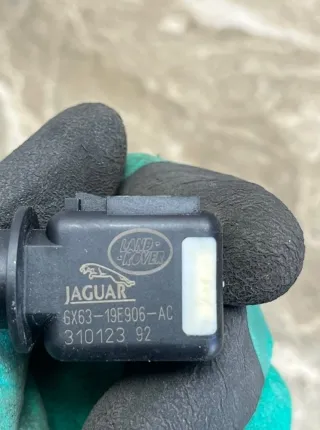 LAND
ROVER
JAGUAR
6X63-19E906-AC
310123 92